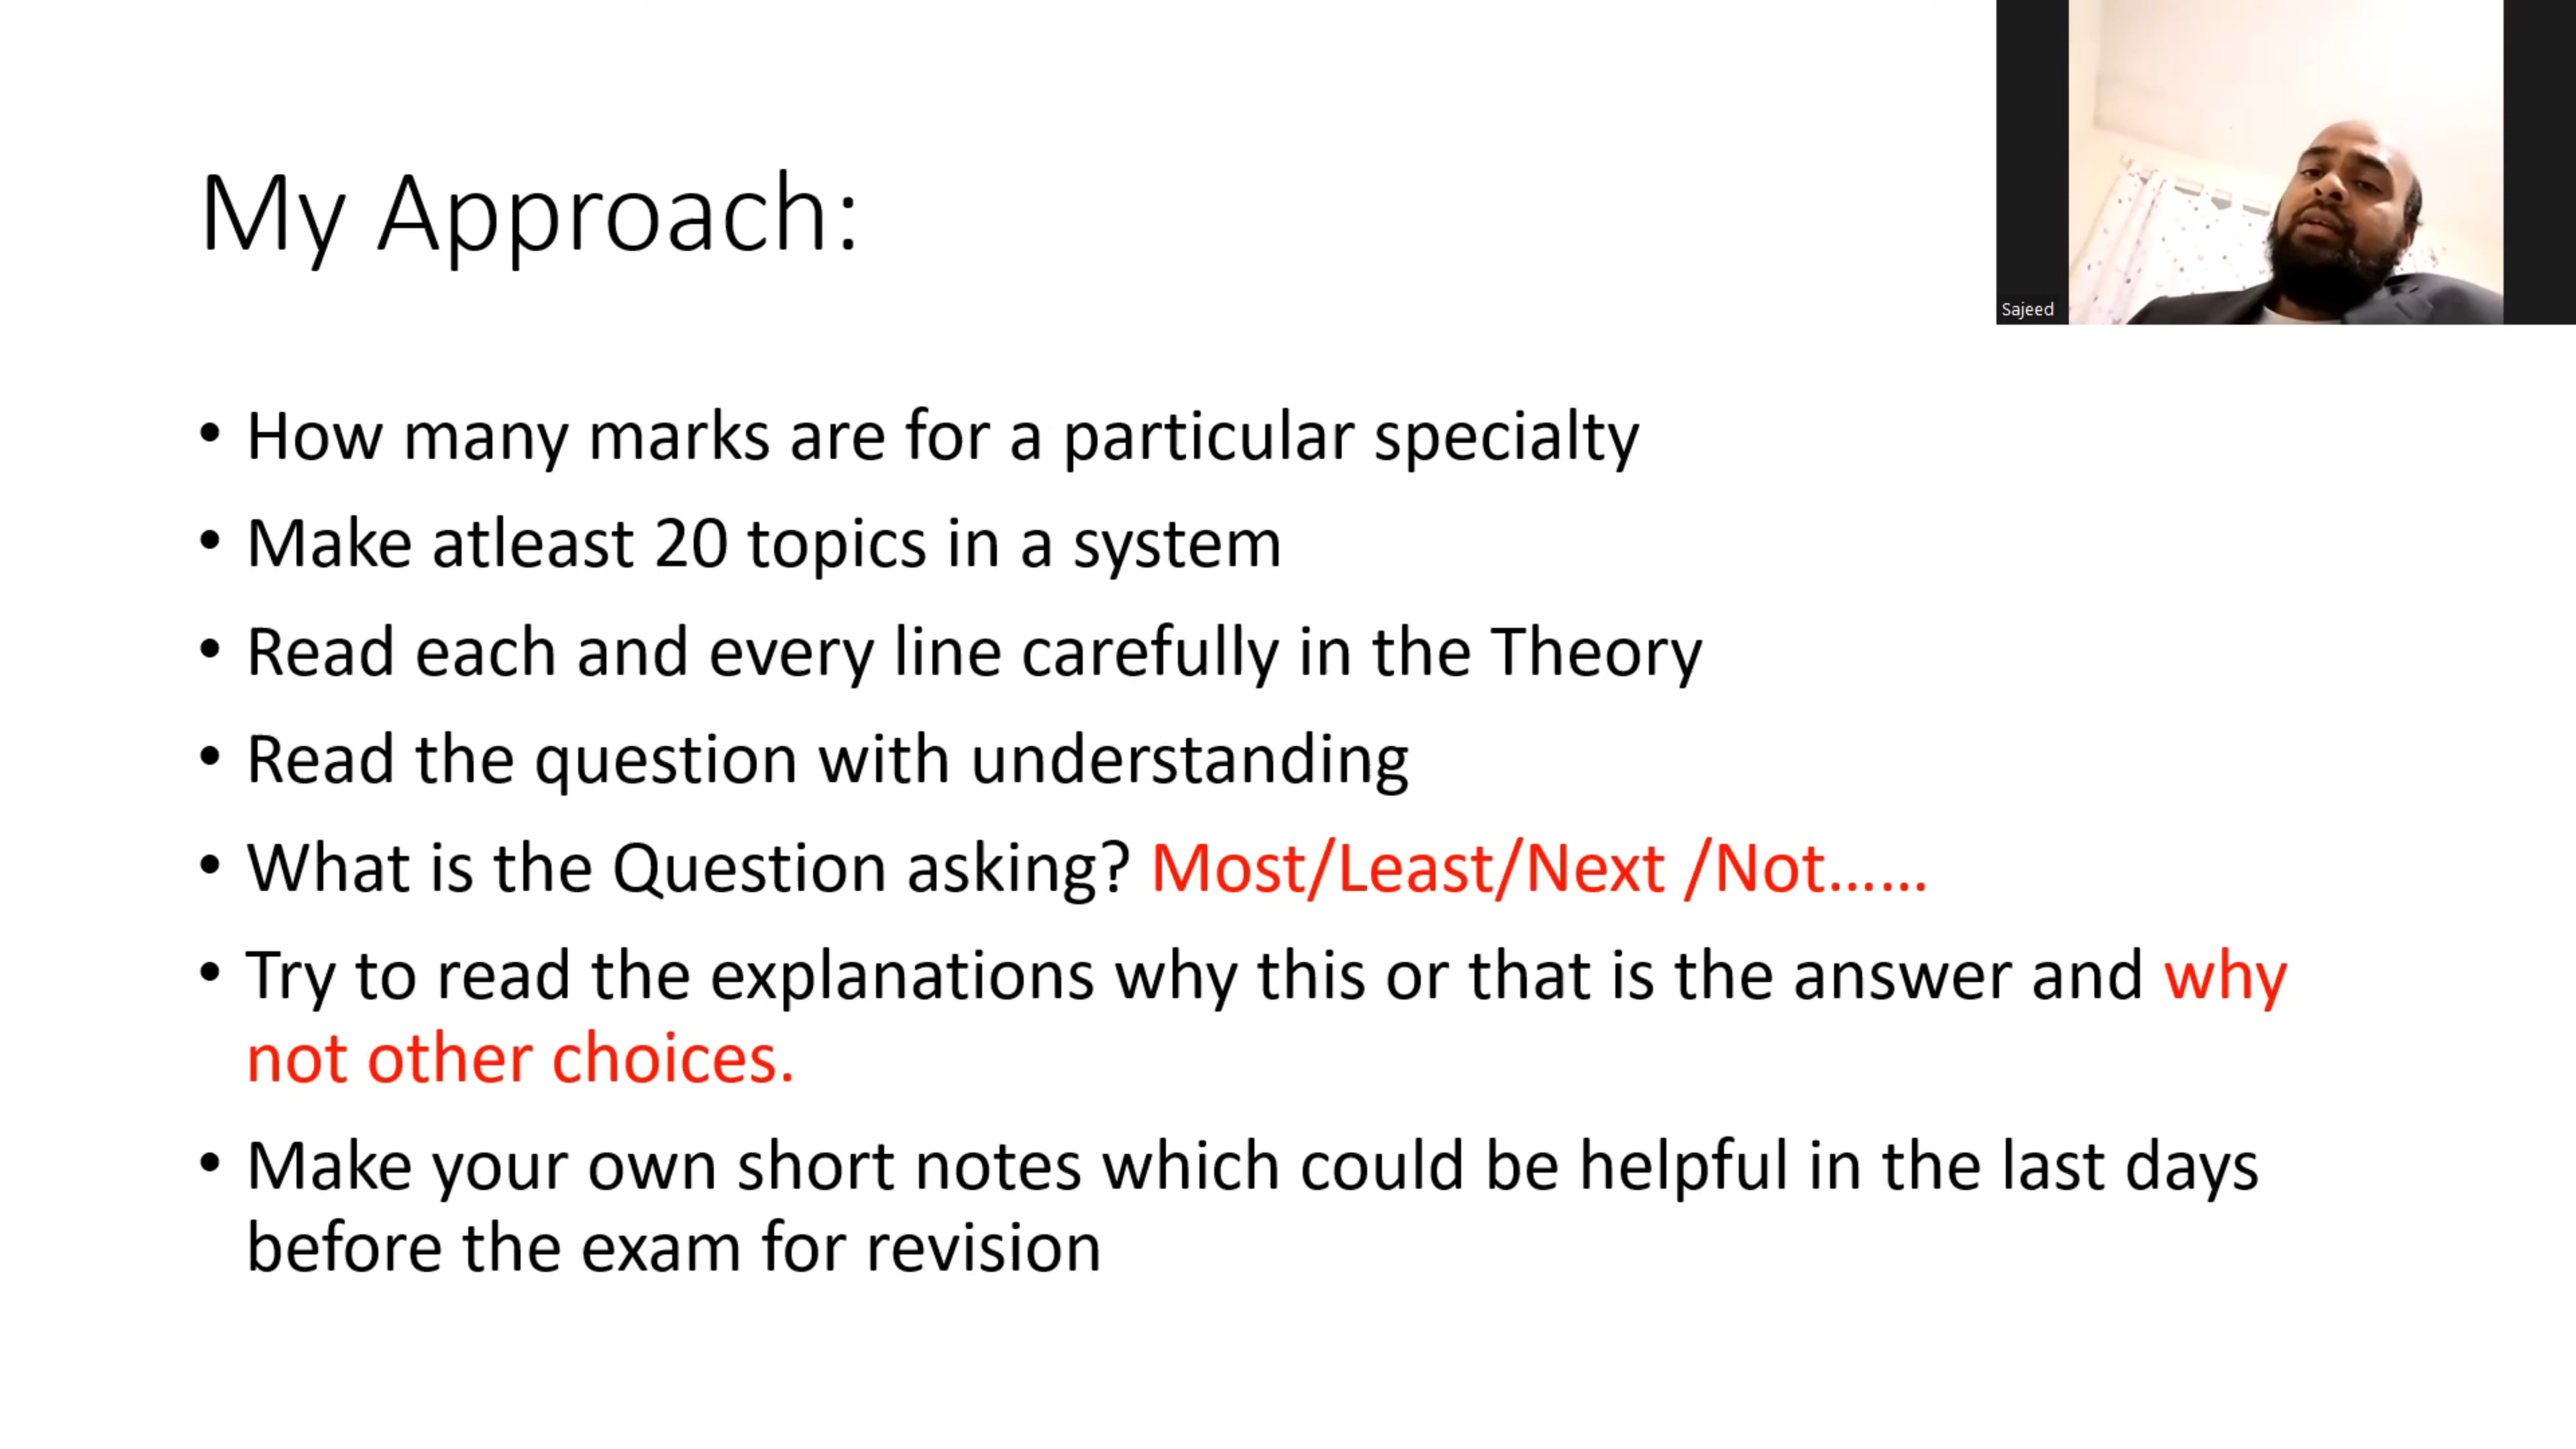 My Approach:
Sajeed
• How many marks are for a particular specialty
• Make atleast 20 topics in a system
• Read each and every line carefully in the Theory
• Read the question with understanding
• What is the Question asking? Most/Least/Next /Not......
• Try to read the explanations why this or that is the answer and why
not other choices.
• Make your own short notes which could be helpful in the last days
before the exam for revision